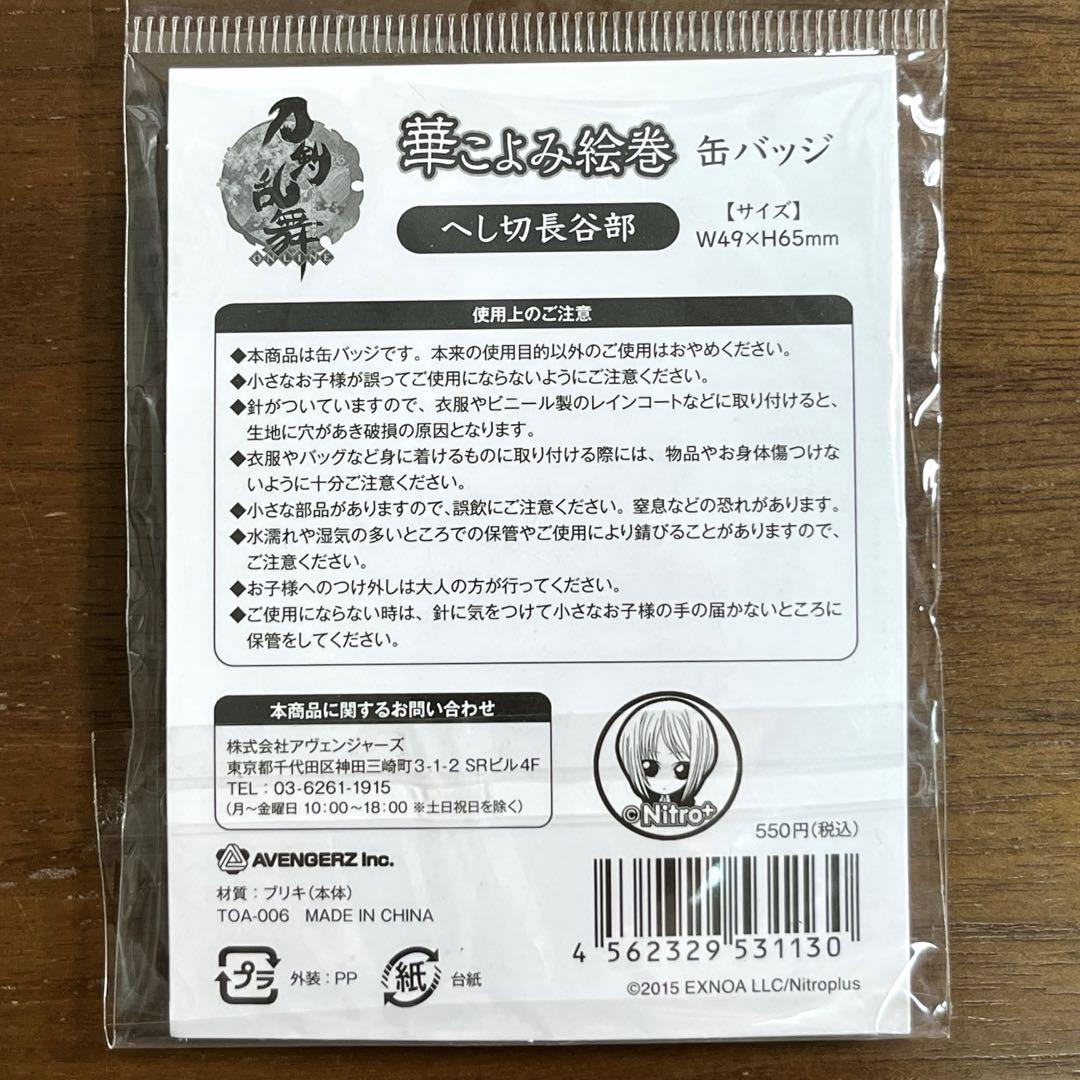 刀剣乱舞
ONLINE
華こよみ絵巻 缶バッジ
へし切長谷部
【サイズ】
W49×H65mm
使用上のご注意
◆本商品は缶バッジです。本来の使用目的以外のご使用はおやめください。
◆小さなお子様が誤ってご使用にならないようにご注意ください。
◆針がついていますので、衣服やビニール製のレインコートなどに取り付けると、
生地に穴があき破損の原因となります。
◆衣服やバッグなど身に着けるものに取り付ける際には、物品やお身体傷つけな
いように十分ご注意ください。
◆小さな部品がありますので、誤飲にご注意ください。窒息などの恐れがあります。
◆水濡れや湿気の多いところでの保管やご使用により錆びることがありますので、
ご注意ください。
◆お子様へのつけ外しは大人の方が行ってください。
◆ご使用にならない時は、針に気をつけて小さなお子様の手の届かないところに
保管をしてください。
本商品に関するお問い合わせ
株式会社アヴェンジャーズ
東京都千代田区神田三崎町3-1-2 SRビル4F
TEL：03-6261-1915
（月～金曜日 10:00～18:00 ※土日祝日を除く）
©Nitro+
550円（税込）
AVENGERZ Inc.
材質：ブリキ（本体）
TOA-006 MADE IN CHINA
4 562329 531130
プラ 外装：PP 紙 台紙
©2015 EXNOA LLC/Nitroplus